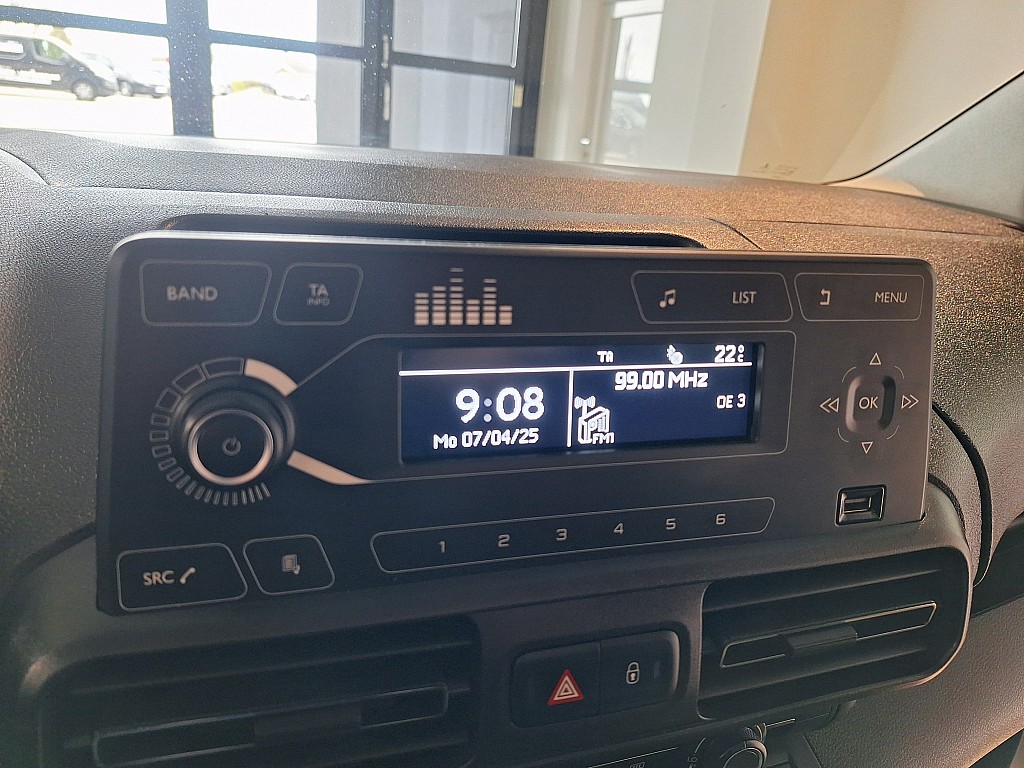 BAND
TA
INFO
LIST
MENU
TA 22°C
9:08
Mo 07/04/25
99.00 MHz
OE 3
FM1
OK
1 2 3 4 5 6
SRC